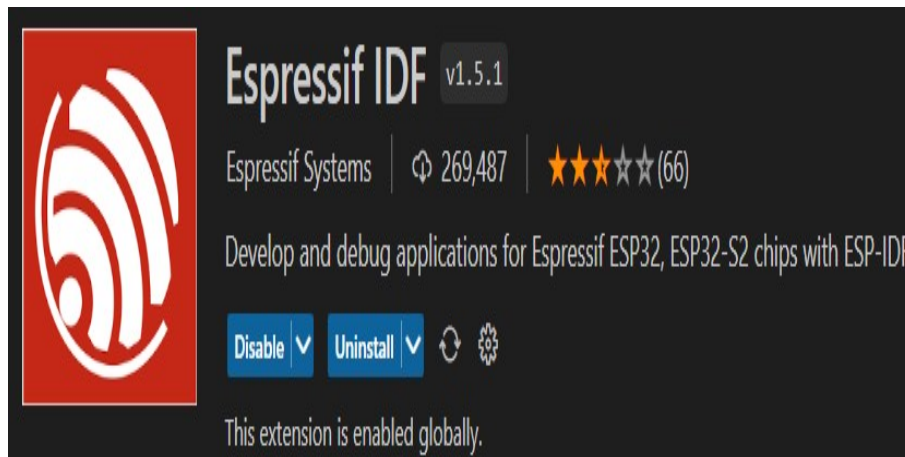 Espressif IDF v1.5.1
Espressif Systems 269,487 (66)
Develop and debug applications for Espressif ESP32, ESP32-S2 chips with ESP-IDF
Disable Uninstall
This extension is enabled globally.